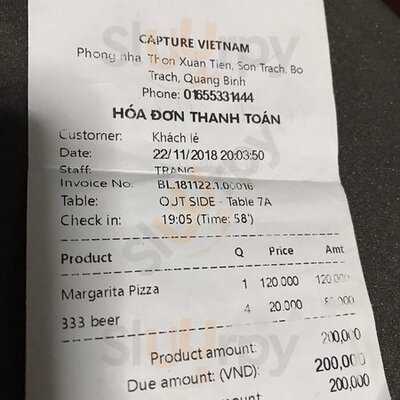 CAPTURE VIETNAM
Phong nha, Thon Xuan Tien, Son Trach, Bo
Trach, Quang Binh
Phone: 01655331444
HÓA ĐƠN THANH TOÁN
Customer: Khách lẻ
Date: 22/11/2018 20:03:50
Staff: TRANG
Invoice No: BL.181122.1.00016
Table: OUT SIDE - Table 7A
Check in: 19:05 (Time: 58')
Product Q Price Amt
Margarita Pizza 1 120,000 120,000
333 beer 4 20,000
Product amount: 200,000
Due amount: (VND): 200,000
200,000
Sluurpy